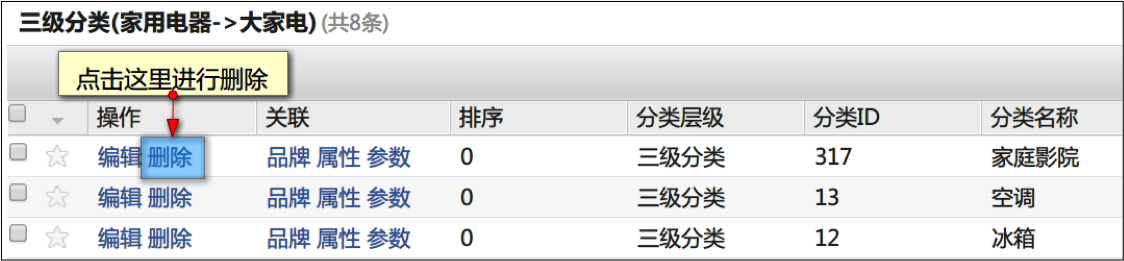 三级分类(家用电器->大家电) (共8条)
点击这里进行删除
操作 关联 排序 分类层级 分类ID 分类名称
编辑 删除 品牌 属性 参数 0 三级分类 317 家庭影院
编辑 删除 品牌 属性 参数 0 三级分类 13 空调
编辑 删除 品牌 属性 参数 0 三级分类 12 冰箱